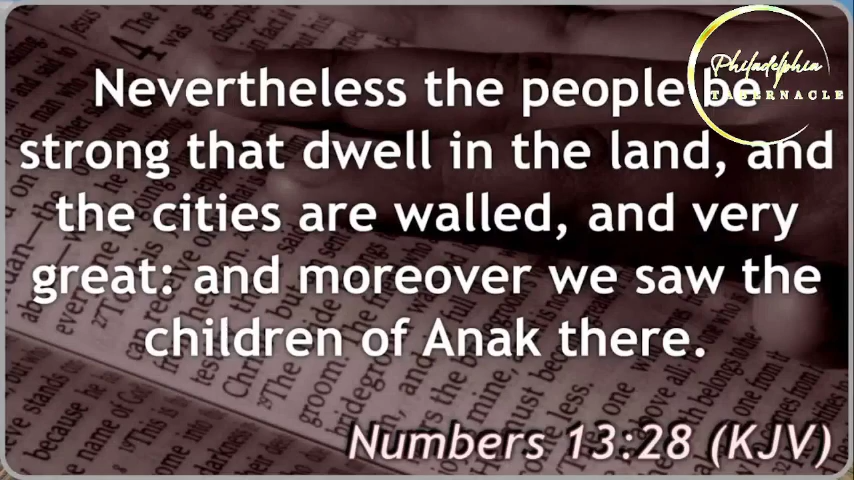 Nevertheless the people be
strong that dwell in the land, and
the cities are walled, and very
great: and moreover we saw the
children of Anak there.
Numbers 13:28 (KJV)
Philadelphia
TABERNACLE